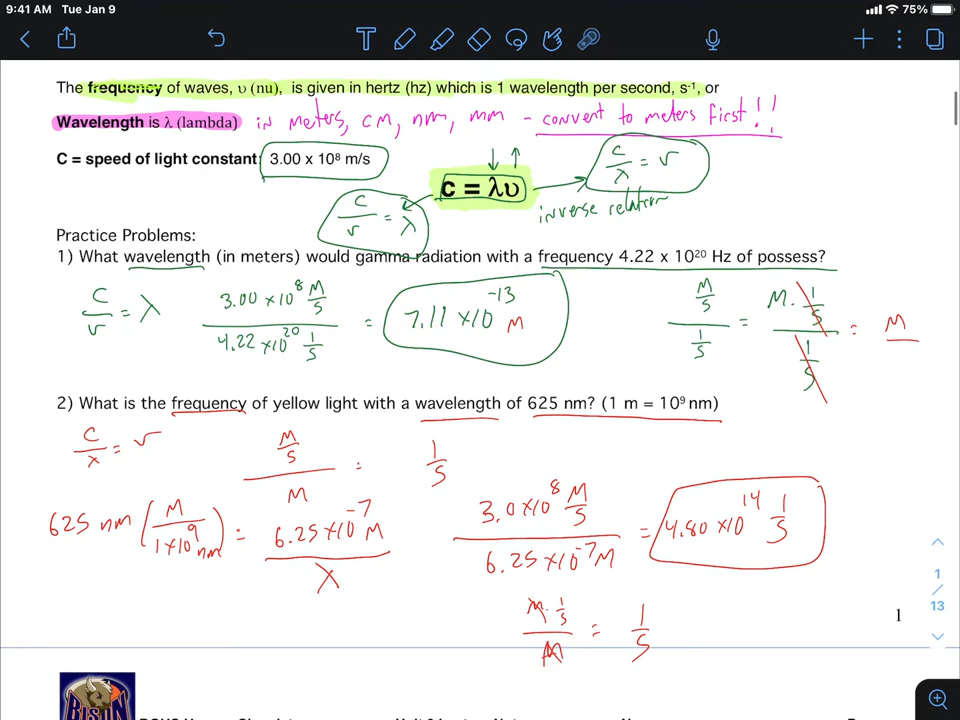 9:41 AM Tue Jan 9
75%
The frequency of waves, υ (nu), is given in hertz (hz) which is 1 wavelength per second, s⁻¹, or
Wavelength is λ (lambda) in meters, cm, nm, mm - convert to meters first!!
C = speed of light constant: 3.00 x 10⁸ m/s
c = λυ
c/λ = ν
c/ν = λ
inverse relation
Practice Problems:
1) What wavelength (in meters) would gamma radiation with a frequency 4.22 x 10²⁰ Hz of possess?
c/ν = λ
3.00 x 10⁸ M/s / 4.22 x 10²⁰ 1/s = 7.11 x 10⁻¹³ M
M/s / 1/s = M · 1/s / 1/s = M
2) What is the frequency of yellow light with a wavelength of 625 nm? (1 m = 10⁹ nm)
c/λ = ν
M/s / M = 1/s
625 nm (M / 1x10⁹ nm) = 6.25 x 10⁻⁷ M
λ
3.0 x 10⁸ M/s / 6.25 x 10⁻⁷ M = 4.80 x 10¹⁴ 1/s
M · 1/s / M = 1/s
1
1
/
13
BISON